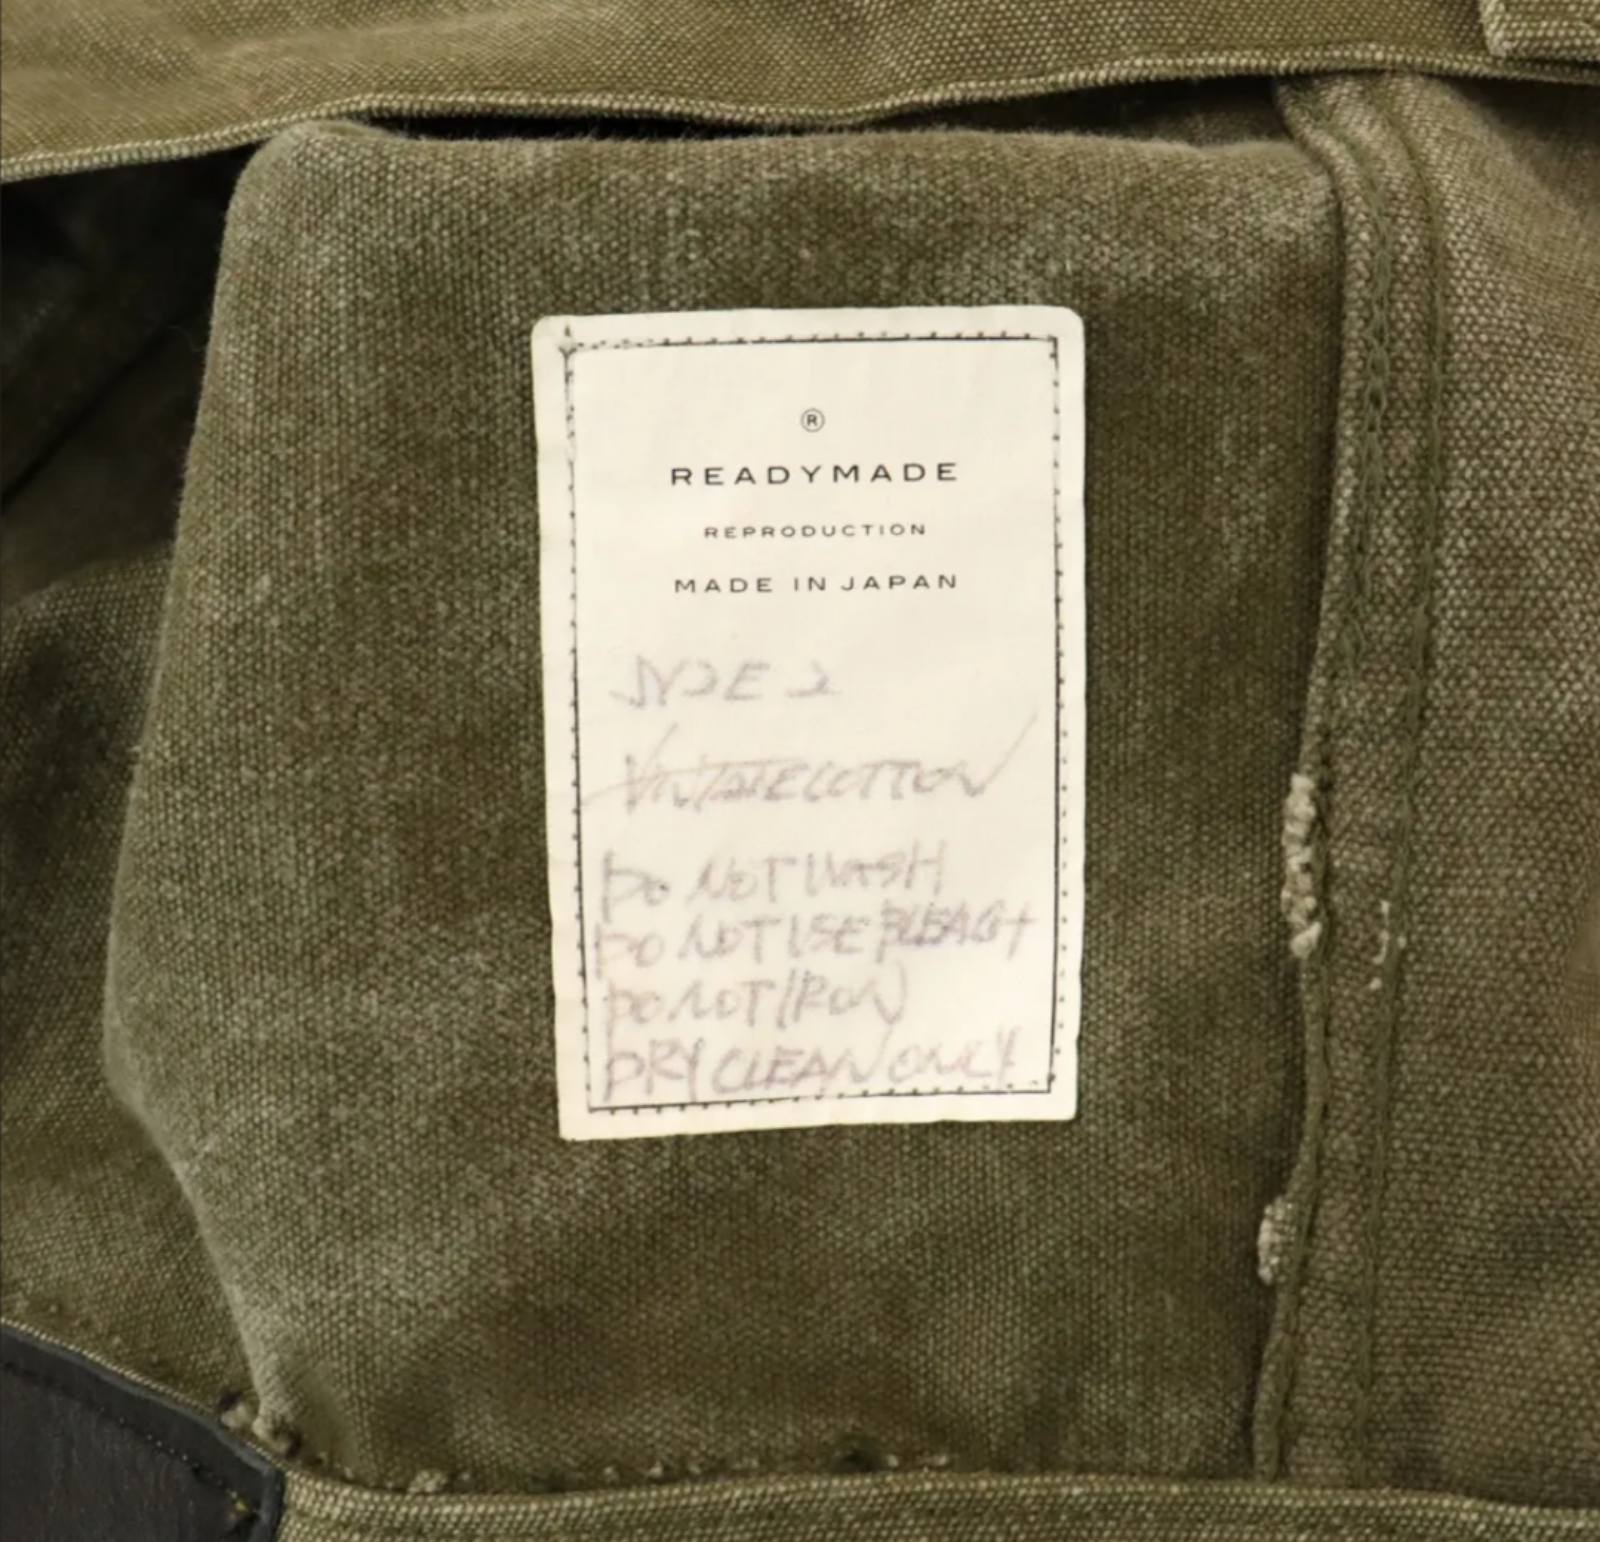 ®
READYMADE
REPRODUCTION
MADE IN JAPAN
SIZE 2
VINTAGE COTTON
DO NOT WASH
DO NOT USE BLEACH
DO NOT IRON
DRY CLEAN ONLY